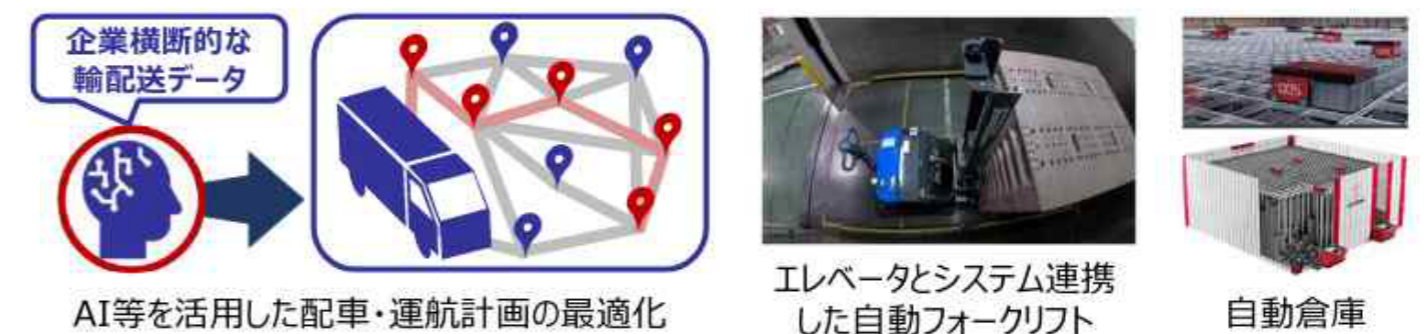 企業横断的な
輸配送データ
AI等を活用した配車・運航計画の最適化
エレベータとシステム連携
した自動フォークリフト
自動倉庫